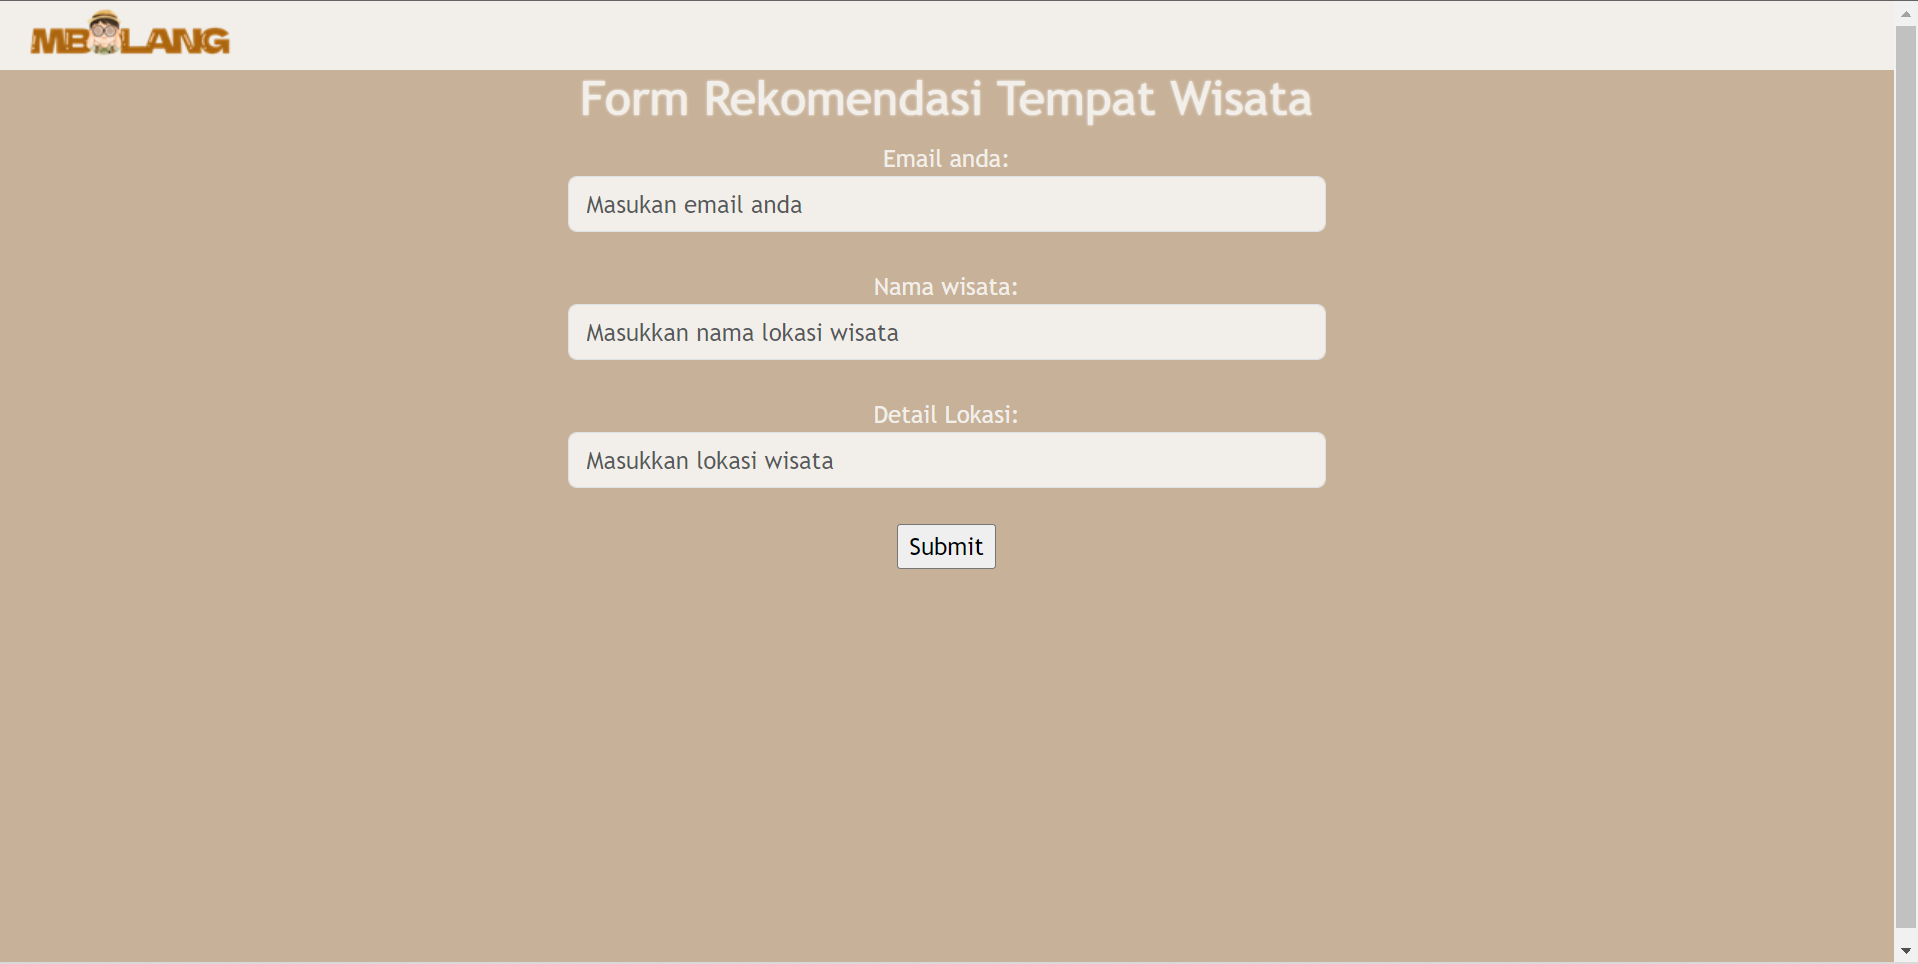 MBOLANG
Form Rekomendasi Tempat Wisata
Email anda:
Masukan email anda
Nama wisata:
Masukkan nama lokasi wisata
Detail Lokasi:
Masukkan lokasi wisata
Submit